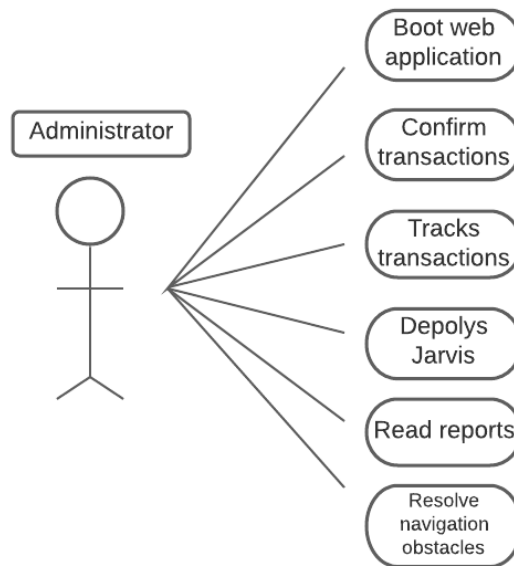 Boot web
application
Administrator
Confirm
transactions
Tracks
transactions
Depolys
Jarvis
Read reports
Resolve
navigation
obstacles